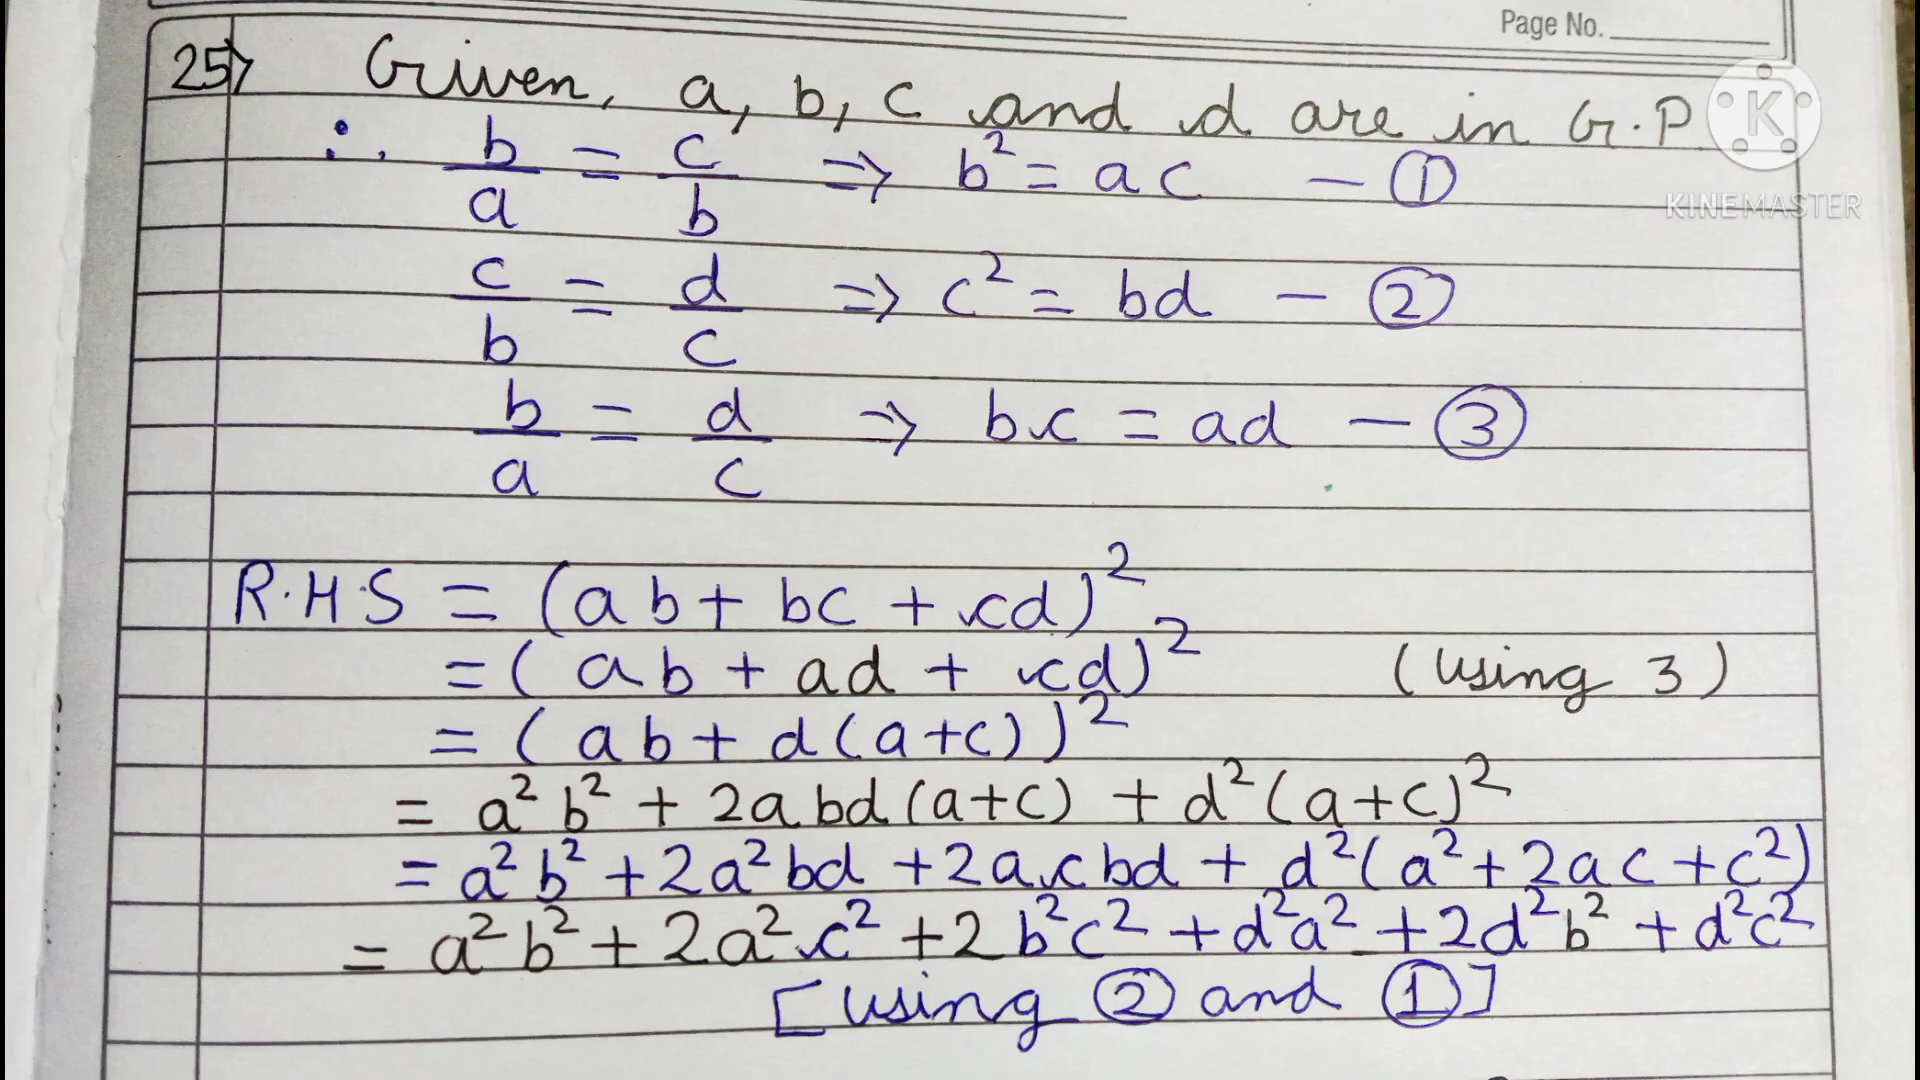 Page No.
25) Given, a, b, c and d are in G.P.
∴ b/a = c/b ⇒ b² = ac - ①
c/b = d/c ⇒ c² = bd - ②
b/a = d/c ⇒ bc = ad - ③
R.H.S = (ab + bc + cd)²
= (ab + ad + cd)² (using 3)
= (ab + d(a+c))²
= a²b² + 2abd(a+c) + d²(a+c)²
= a²b² + 2a²bd + 2acbd + d²(a² + 2ac + c²)
= a²b² + 2a²c² + 2b²c² + d²a² + 2d²b² + d²c²
[using ② and ①]
K
KINEMASTER